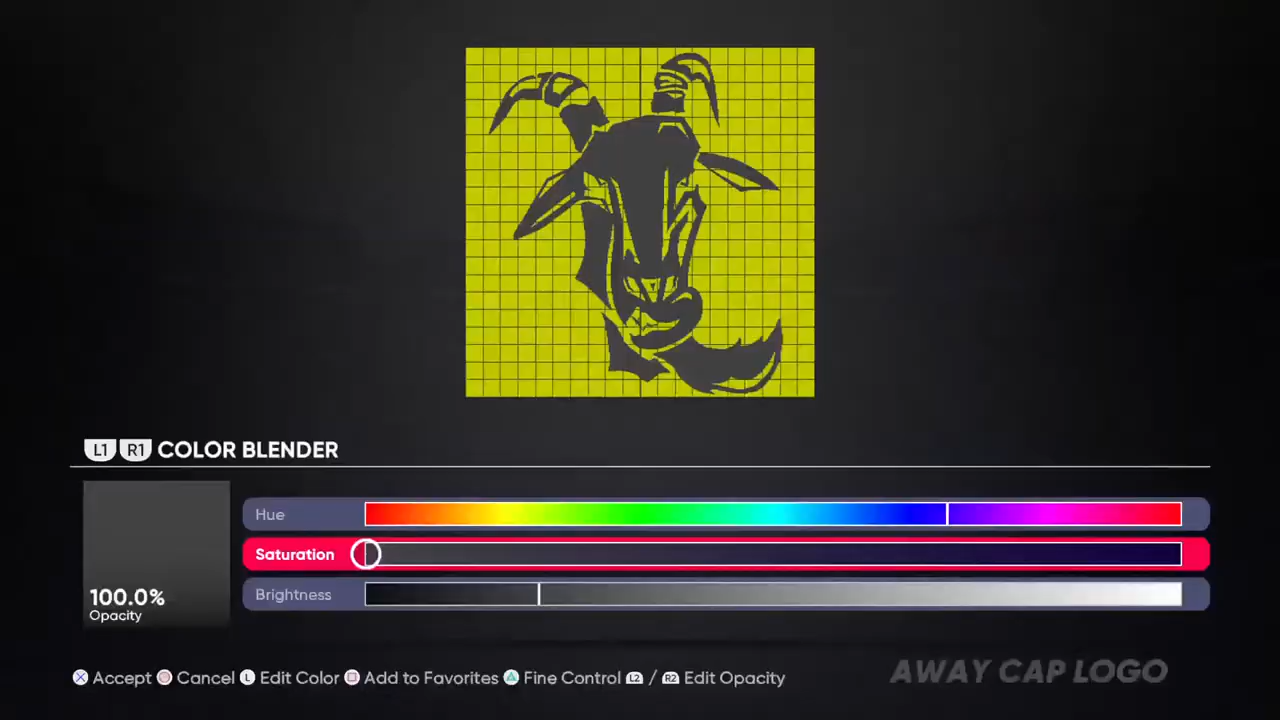 L1 R1 COLOR BLENDER
Hue
Saturation
100.0%
Opacity
Brightness
Accept Cancel L Edit Color Add to Favorites Fine Control L2 / R2 Edit Opacity
AWAY CAP LOGO